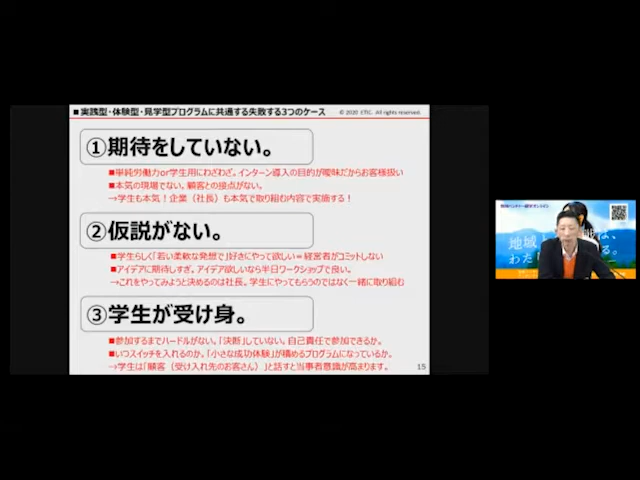 ■実践型・体験型・見学型プログラムに共通する失敗する3つのケース
© 2020 ETIC. All rights reserved.
①期待をしていない。
■単純労働力or学生用にわざわざ。インターン導入の目的が曖昧だからお客様扱い
■本気の現場でない。顧客との接点がない。
→学生も本気！企業（社長）も本気で取り組む内容で実施する！
②仮説がない。
■学生らしく「若い柔軟な発想で」好きにやって欲しい＝経営者がコミットしない
■アイデアに期待しすぎ。アイデア欲しいなら半日ワークショップで良い。
→これをやってみようと決めるのは社長。学生にやってもらうのではなく一緒に取り組む
③学生が受け身。
■参加するまでハードルがない。「決断」していない。自己責任で参加できるか。
■いつスイッチを入れるのか。「小さな成功体験」が積めるプログラムになっているか。
→学生は「顧客（受け入れ先のお客さん）」と話すと当事者意識が高まります。
15
地域
は、
わた
る。